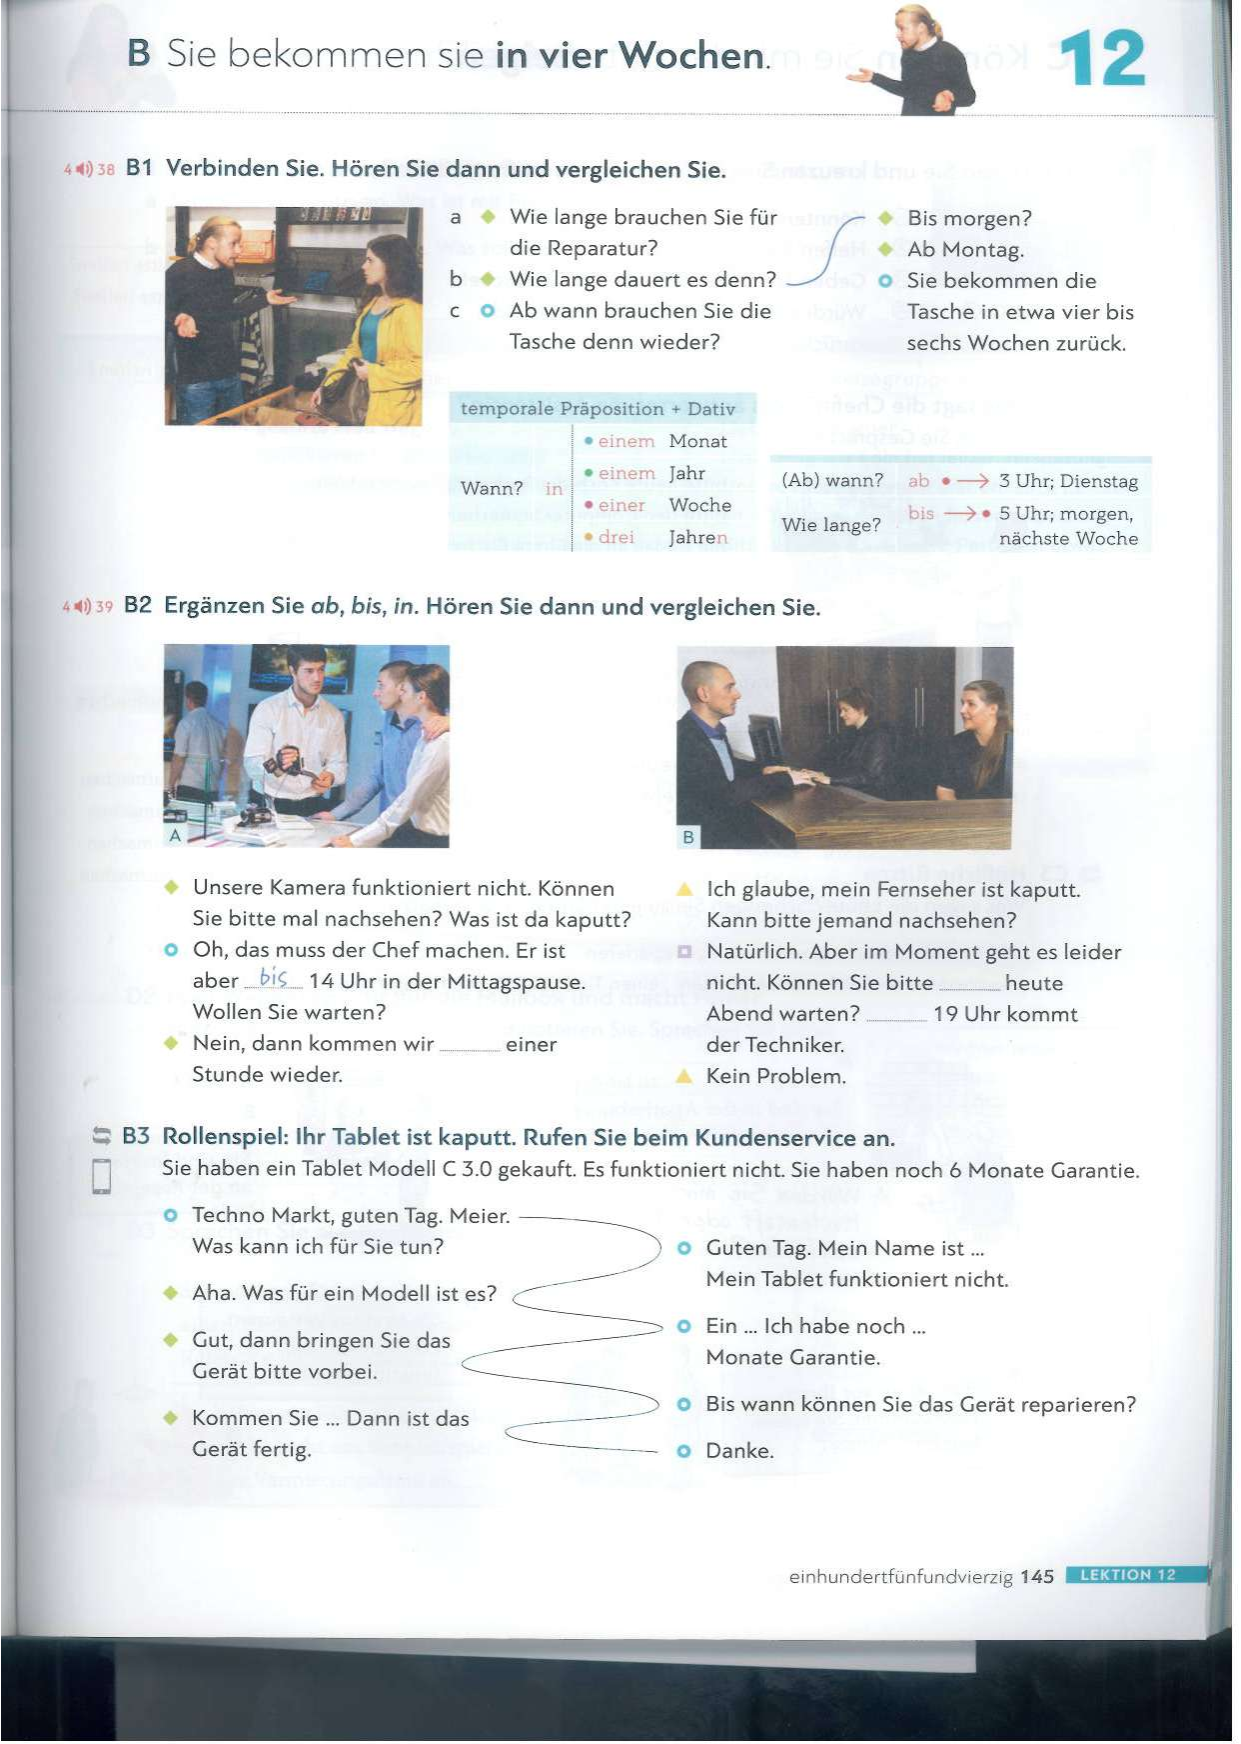 B Sie bekommen sie in vier Wochen.
12
4 38 B1 Verbinden Sie. Hören Sie dann und vergleichen Sie.
a Wie lange brauchen Sie für
die Reparatur?
b Wie lange dauert es denn?
c Ab wann brauchen Sie die
Tasche denn wieder?
Bis morgen?
Ab Montag.
Sie bekommen die
Tasche in etwa vier bis
sechs Wochen zurück.
temporale Präposition + Dativ
Wann? in
• einem Monat
• einem Jahr
• einer Woche
• drei Jahren
(Ab) wann? ab •→ 3 Uhr; Dienstag
Wie lange? bis →• 5 Uhr; morgen,
nächste Woche
4 39 B2 Ergänzen Sie ab, bis, in. Hören Sie dann und vergleichen Sie.
A
B
Unsere Kamera funktioniert nicht. Können
Sie bitte mal nachsehen? Was ist da kaputt?
Oh, das muss der Chef machen. Er ist
aber bis 14 Uhr in der Mittagspause.
Wollen Sie warten?
Nein, dann kommen wir ______ einer
Stunde wieder.
Ich glaube, mein Fernseher ist kaputt.
Kann bitte jemand nachsehen?
Natürlich. Aber im Moment geht es leider
nicht. Können Sie bitte ______ heute
Abend warten? ______ 19 Uhr kommt
der Techniker.
Kein Problem.
B3 Rollenspiel: Ihr Tablet ist kaputt. Rufen Sie beim Kundenservice an.
Sie haben ein Tablet Modell C 3.0 gekauft. Es funktioniert nicht. Sie haben noch 6 Monate Garantie.
Techno Markt, guten Tag. Meier.
Was kann ich für Sie tun?
Guten Tag. Mein Name ist ...
Mein Tablet funktioniert nicht.
Aha. Was für ein Modell ist es?
Ein ... Ich habe noch ...
Monate Garantie.
Gut, dann bringen Sie das
Gerät bitte vorbei.
Bis wann können Sie das Gerät reparieren?
Kommen Sie ... Dann ist das
Gerät fertig.
Danke.
einhundertfünfundvierzig 145 LEKTION 12